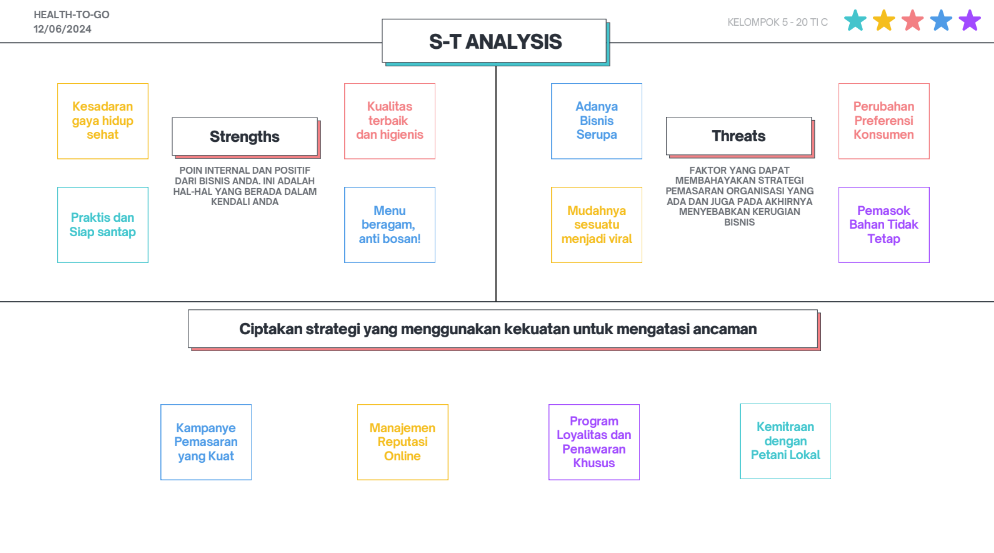 HEALTH-TO-GO
12/06/2024
S-T ANALYSIS
KELOMPOK 5 - 20 TI C
Kesadaran
gaya hidup
sehat
Strengths
Kualitas
terbaik
dan higienis
POIN INTERNAL DAN POSITIF
DARI BISNIS ANDA. INI ADALAH
HAL-HAL YANG BERADA DALAM
KENDALI ANDA
Praktis dan
Siap santap
Menu
beragam,
anti bosan!
Adanya
Bisnis
Serupa
Threats
Perubahan
Preferensi
Konsumen
FAKTOR YANG DAPAT
MEMBAHAYAKAN STRATEGI
PEMASARAN ORGANISASI YANG
ADA DAN JUGA PADA AKHIRNYA
MENYEBABKAN KERUGIAN
BISNIS
Mudahnya
sesuatu
menjadi viral
Pemasok
Bahan Tidak
Tetap
Ciptakan strategi yang menggunakan kekuatan untuk mengatasi ancaman
Kampanye
Pemasaran
yang Kuat
Manajemen
Reputasi
Online
Program
Loyalitas dan
Penawaran
Khusus
Kemitraan
dengan
Petani Lokal